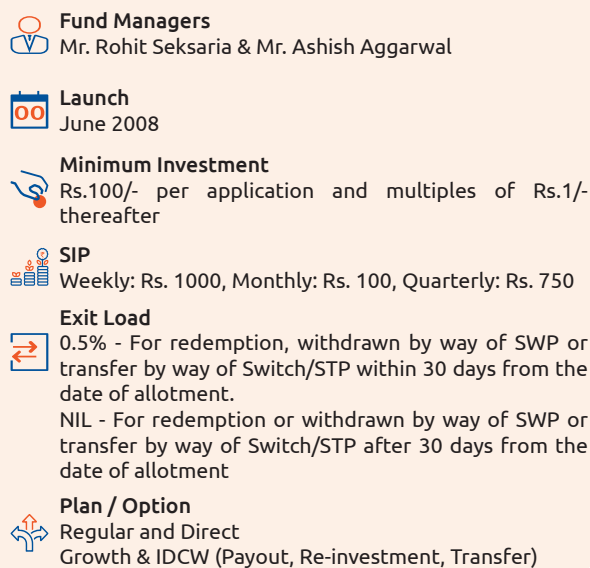 Fund Managers
Mr. Rohit Seksaria & Mr. Ashish Aggarwal
Launch
June 2008
Minimum Investment
Rs.100/- per application and multiples of Rs.1/-
thereafter
SIP
Weekly: Rs. 1000, Monthly: Rs. 100, Quarterly: Rs. 750
Exit Load
0.5% - For redemption, withdrawn by way of SWP or
transfer by way of Switch/STP within 30 days from the
date of allotment.
NIL - For redemption or withdrawn by way of SWP or
transfer by way of Switch/STP after 30 days from the
date of allotment
Plan / Option
Regular and Direct
Growth & IDCW (Payout, Re-investment, Transfer)